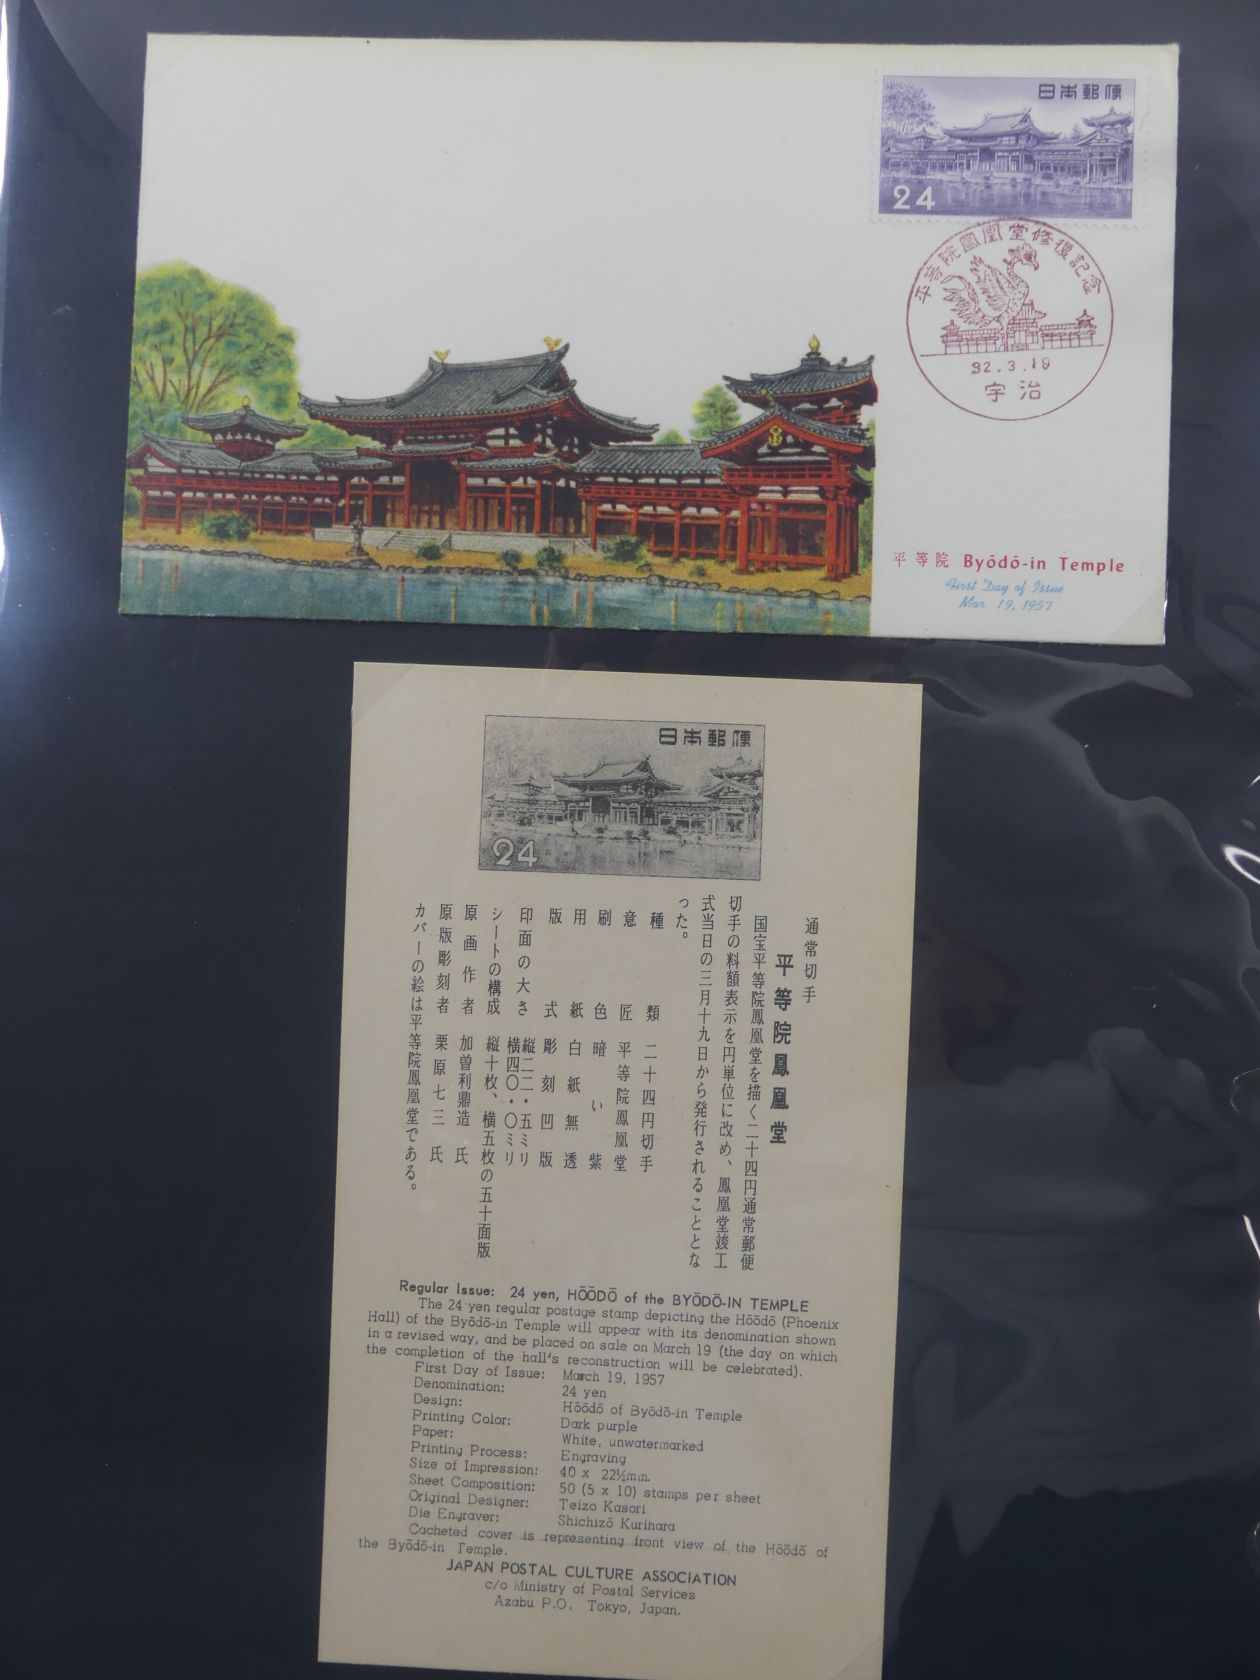 日本郵便
24
平等院鳳凰堂修復記念
32.3.19
宇治
平等院 Byōdō-in Temple
First Day of Issue
Mar. 19, 1957
日本郵便
24
通常切手
平等院鳳凰堂
国宝平等院鳳凰堂を描く二十四円通常郵便
切手の料額表示を円単位に改め、鳳凰堂竣工
式当日の三月十九日から発行されることとな
った。
種類 二十四円切手
意匠 平等院鳳凰堂
刷色 暗い紫
用紙 白紙無透
版式 彫刻凹版
印面の大さ 縦二二・五ミリ
横四〇・〇ミリ
シートの構成 縦十枚、横五枚の五十面版
原画作者 加曽利鼎造氏
原版彫刻者 栗原七三氏
カバーの絵は平等院鳳凰堂である。
Regular Issue: 24 yen, HŌŌDŌ of the BYŌDŌ-IN TEMPLE
The 24 yen regular postage stamp depicting the Hōōdō (Phoenix
Hall) of the Byōdō-in Temple will appear with its denomination shown
in a revised way, and be placed on sale on March 19 (the day on which
the completion of the hall's reconstruction will be celebrated).
First Day of Issue: March 19, 1957
Denomination: 24 yen
Design: Hōōdō of Byōdō-in Temple
Printing Color: Dark purple
Paper: White, unwatermarked
Printing Process: Engraving
Size of Impression: 40 x 22½mm.
Sheet Composition: 50 (5 x 10) stamps per sheet
Original Designer: Teizo Kasori
Die Engraver: Shichizō Kurihara
Cacheted cover is representing front view of the Hōōdō of
the Byōdō-in Temple.
JAPAN POSTAL CULTURE ASSOCIATION
c/o Ministry of Postal Services
Azabu P.O. Tokyo, Japan.